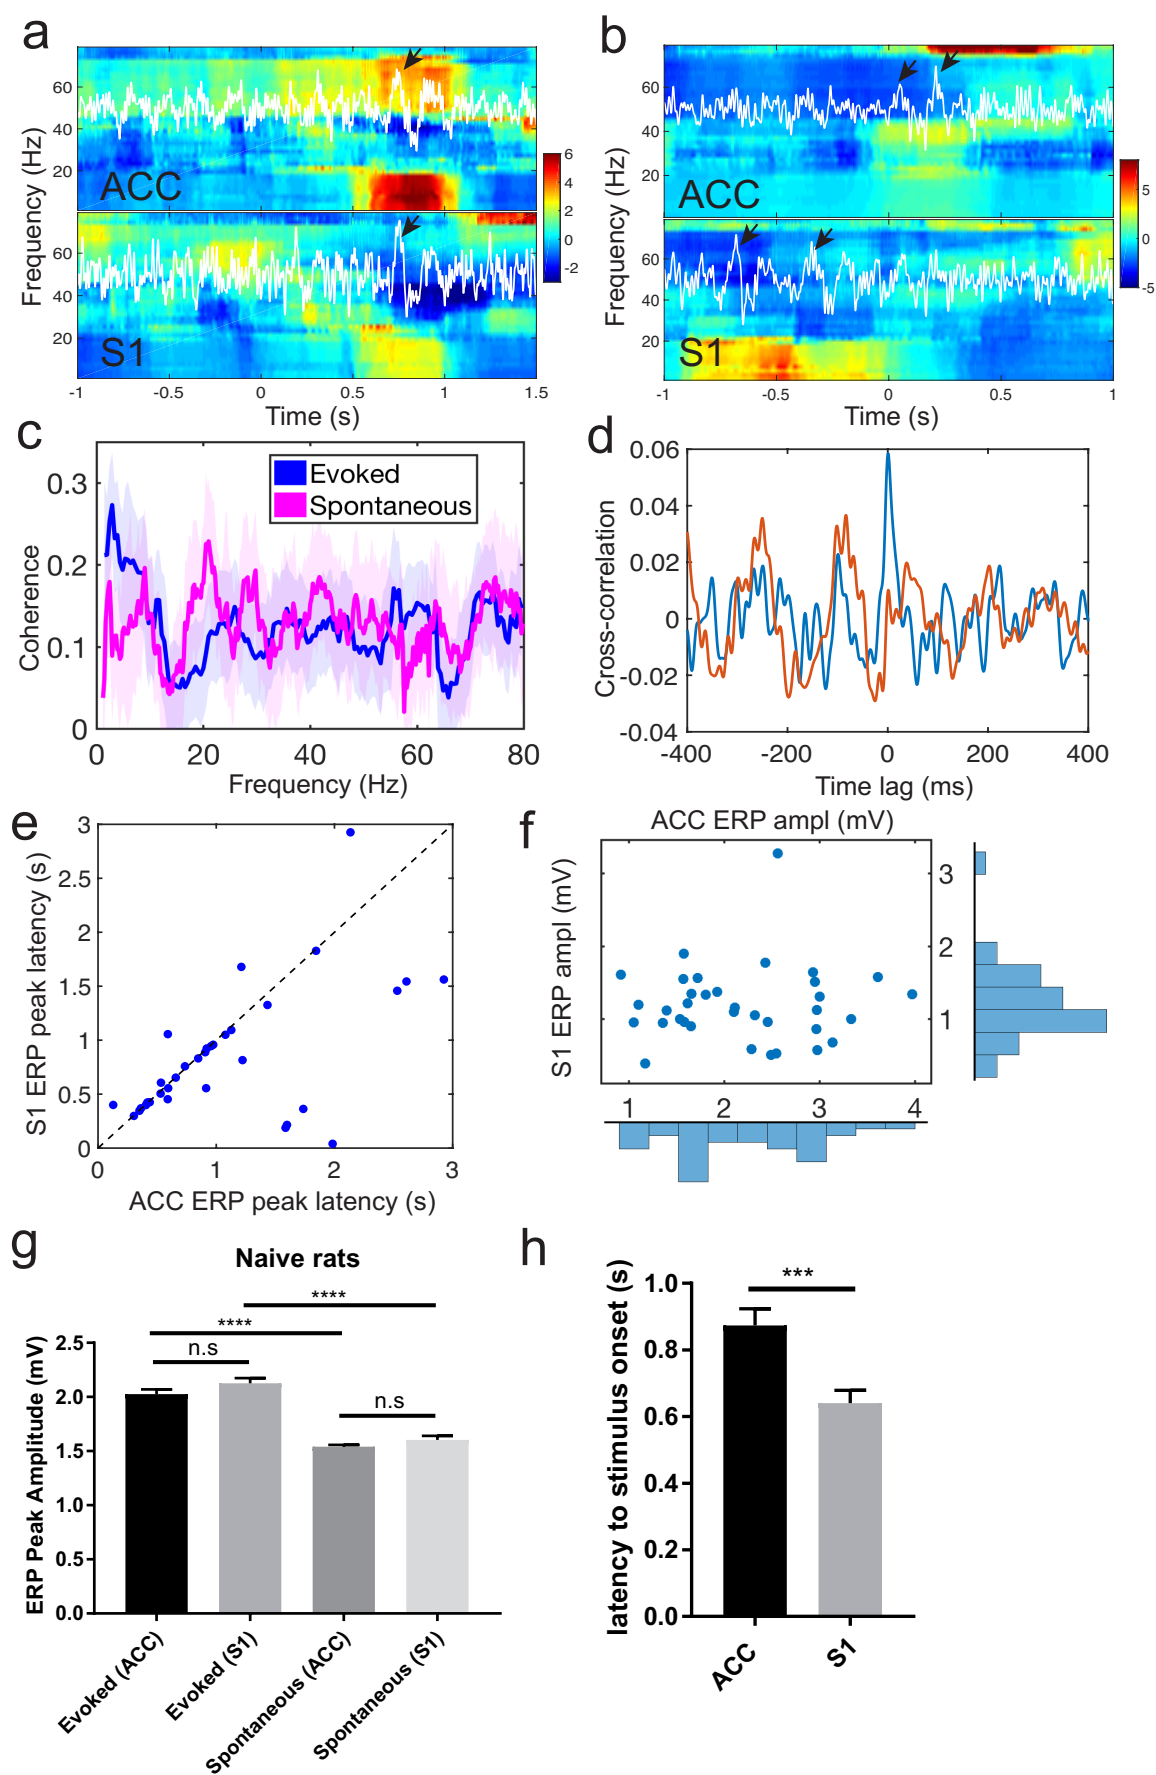 a
60
40
20
Frequency (Hz)
ACC
60
40
20
S1
-1
-0.5
0
0.5
1
1.5
Time (s)
6
4
2
0
-2
b
60
40
20
Frequency (Hz)
ACC
60
40
20
S1
-1
-0.5
0
0.5
1
Time (s)
5
0
-5
c
0.3
0.2
0.1
0
Coherence
Evoked
Spontaneous
0
20
40
60
80
Frequency (Hz)
d
0.06
0.04
0.02
0
-0.02
-0.04
Cross-correlation
-400
-200
0
200
400
Time lag (ms)
e
3
2.5
2
1.5
1
0.5
0
S1 ERP peak latency (s)
0
1
2
3
ACC ERP peak latency (s)
f
ACC ERP ampl (mV)
S1 ERP ampl (mV)
3
2
1
1
2
3
4
g
Naive rats
****
****
n.s
n.s
2.5
2.0
1.5
1.0
0.5
0.0
ERP Peak Amplitude (mV)
Evoked (ACC)
Evoked (S1)
Spontaneous (ACC)
Spontaneous (S1)
h
***
1.0
0.8
0.6
0.4
0.2
0.0
latency to stimulus onset (s)
ACC
S1